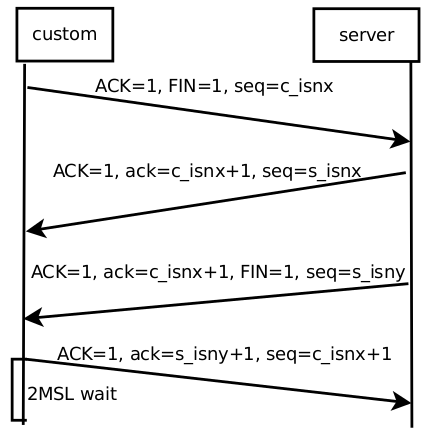 custom
server
ACK=1, FIN=1, seq=c_isnx
ACK=1, ack=c_isnx+1, seq=s_isnx
ACK=1, ack=c_isnx+1, FIN=1, seq=s_isny
ACK=1, ack=s_isny+1, seq=c_isnx+1
2MSL wait